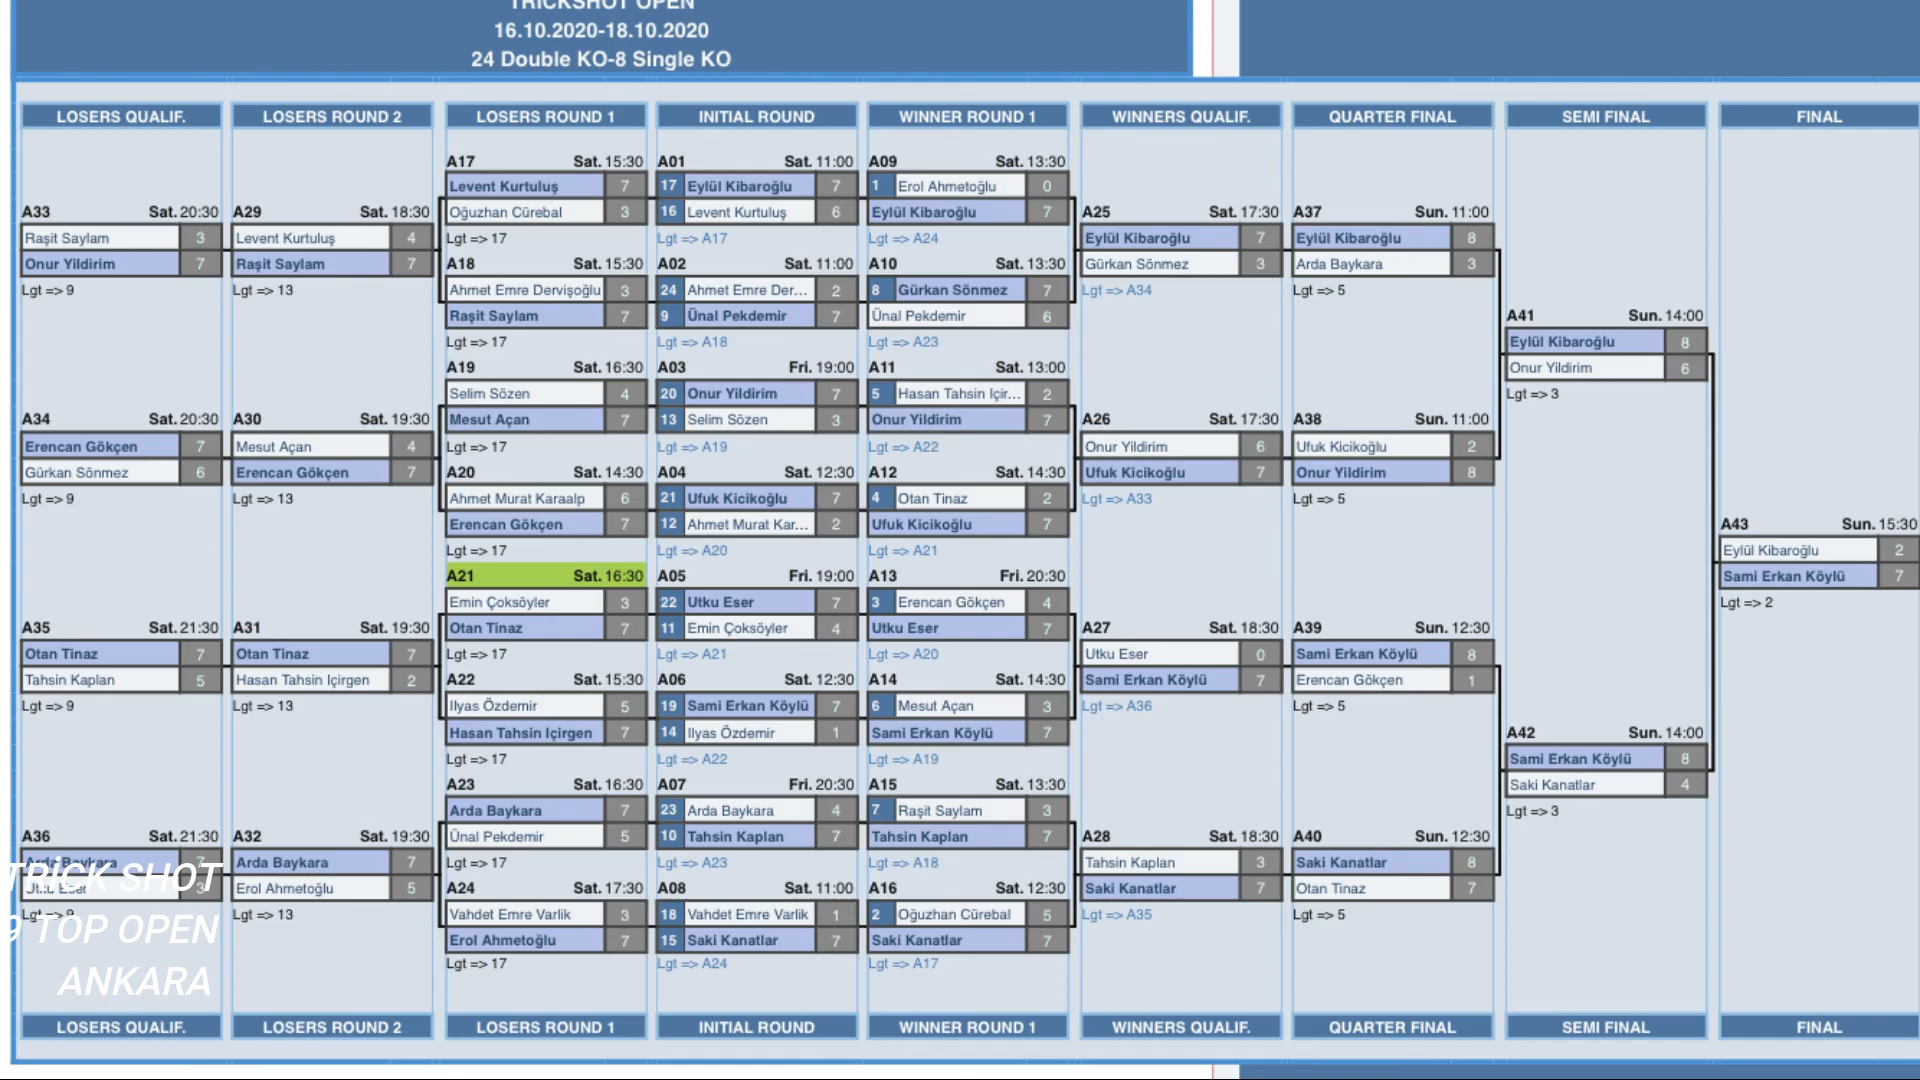 TRICKSHOT OPEN
16.10.2020-18.10.2020
24 Double KO-8 Single KO
LOSERS QUALIF.
A33 Sat. 20:30
Raşit Saylam 3
Onur Yildirim 7
Lgt => 9
A34 Sat. 20:30
Erencan Gökçen 7
Gürkan Sönmez 6
Lgt => 9
A35 Sat. 21:30
Otan Tinaz 7
Tahsin Kaplan 5
Lgt => 9
A36 Sat. 21:30
Arda Baykara 7
Utku Eser 3
Lgt => 9
LOSERS QUALIF.
LOSERS ROUND 2
A29 Sat. 18:30
Levent Kurtuluş 4
Raşit Saylam 7
Lgt => 13
A30 Sat. 19:30
Mesut Açan 4
Erencan Gökçen 7
Lgt => 13
A31 Sat. 19:30
Otan Tinaz 7
Hasan Tahsin Içirgen 2
Lgt => 13
A32 Sat. 19:30
Arda Baykara 7
Erol Ahmetoğlu 5
Lgt => 13
LOSERS ROUND 2
LOSERS ROUND 1
A17 Sat. 15:30
Levent Kurtuluş 7
Oğuzhan Cürebal 3
Lgt => 17
A18 Sat. 15:30
Ahmet Emre Dervişoğlu 3
Raşit Saylam 7
Lgt => 17
A19 Sat. 16:30
Selim Sözen 4
Mesut Açan 7
Lgt => 17
A20 Sat. 14:30
Ahmet Murat Karaalp 6
Erencan Gökçen 7
Lgt => 17
A21 Sat. 16:30
Emin Çoksöyler 3
Otan Tinaz 7
Lgt => 17
A22 Sat. 15:30
Ilyas Özdemir 5
Hasan Tahsin Içirgen 7
Lgt => 17
A23 Sat. 16:30
Arda Baykara 7
Ünal Pekdemir 5
Lgt => 17
A24 Sat. 17:30
Vahdet Emre Varlik 3
Erol Ahmetoğlu 7
Lgt => 17
LOSERS ROUND 1
INITIAL ROUND
A01 Sat. 11:00
17 Eylül Kibaroğlu 7
16 Levent Kurtuluş 6
Lgt => A17
A02 Sat. 11:00
24 Ahmet Emre Der... 2
9 Ünal Pekdemir 7
Lgt => A18
A03 Fri. 19:00
20 Onur Yildirim 7
13 Selim Sözen 3
Lgt => A19
A04 Sat. 12:30
21 Ufuk Kicikoğlu 7
12 Ahmet Murat Kar... 2
Lgt => A20
A05 Fri. 19:00
22 Utku Eser 7
11 Emin Çoksöyler 4
Lgt => A21
A06 Sat. 12:30
19 Sami Erkan Köylü 7
14 Ilyas Özdemir 1
Lgt => A22
A07 Fri. 20:30
23 Arda Baykara 4
10 Tahsin Kaplan 7
Lgt => A23
A08 Sat. 11:00
18 Vahdet Emre Varlik 1
15 Saki Kanatlar 7
Lgt => A24
INITIAL ROUND
WINNER ROUND 1
A09 Sat. 13:30
1 Erol Ahmetoğlu 0
Eylül Kibaroğlu 7
Lgt => A24
A10 Sat. 13:30
8 Gürkan Sönmez 7
Ünal Pekdemir 6
Lgt => A23
A11 Sat. 13:00
5 Hasan Tahsin Içir... 2
Onur Yildirim 7
Lgt => A22
A12 Sat. 14:30
4 Otan Tinaz 2
Ufuk Kicikoğlu 7
Lgt => A21
A13 Fri. 20:30
3 Erencan Gökçen 4
Utku Eser 7
Lgt => A20
A14 Sat. 14:30
6 Mesut Açan 3
Sami Erkan Köylü 7
Lgt => A19
A15 Sat. 13:30
7 Raşit Saylam 3
Tahsin Kaplan 7
Lgt => A18
A16 Sat. 12:30
2 Oğuzhan Cürebal 5
Saki Kanatlar 7
Lgt => A17
WINNER ROUND 1
WINNERS QUALIF.
A25 Sat. 17:30
Eylül Kibaroğlu 7
Gürkan Sönmez 3
Lgt => A34
A26 Sat. 17:30
Onur Yildirim 6
Ufuk Kicikoğlu 7
Lgt => A33
A27 Sat. 18:30
Utku Eser 0
Sami Erkan Köylü 7
Lgt => A36
A28 Sat. 18:30
Tahsin Kaplan 3
Saki Kanatlar 7
Lgt => A35
WINNERS QUALIF.
QUARTER FINAL
A37 Sun. 11:00
Eylül Kibaroğlu 8
Arda Baykara 3
Lgt => 5
A38 Sun. 11:00
Ufuk Kicikoğlu 2
Onur Yildirim 8
Lgt => 5
A39 Sun. 12:30
Sami Erkan Köylü 8
Erencan Gökçen 1
Lgt => 5
A40 Sun. 12:30
Saki Kanatlar 8
Otan Tinaz 7
Lgt => 5
QUARTER FINAL
SEMI FINAL
A41 Sun. 14:00
Eylül Kibaroğlu 8
Onur Yildirim 6
Lgt => 3
A42 Sun. 14:00
Sami Erkan Köylü 8
Saki Kanatlar 4
Lgt => 3
SEMI FINAL
FINAL
A43 Sun. 15:30
Eylül Kibaroğlu 2
Sami Erkan Köylü 7
Lgt => 2
FINAL
TRİCK SHOT
9 TOP OPEN
ANKARA